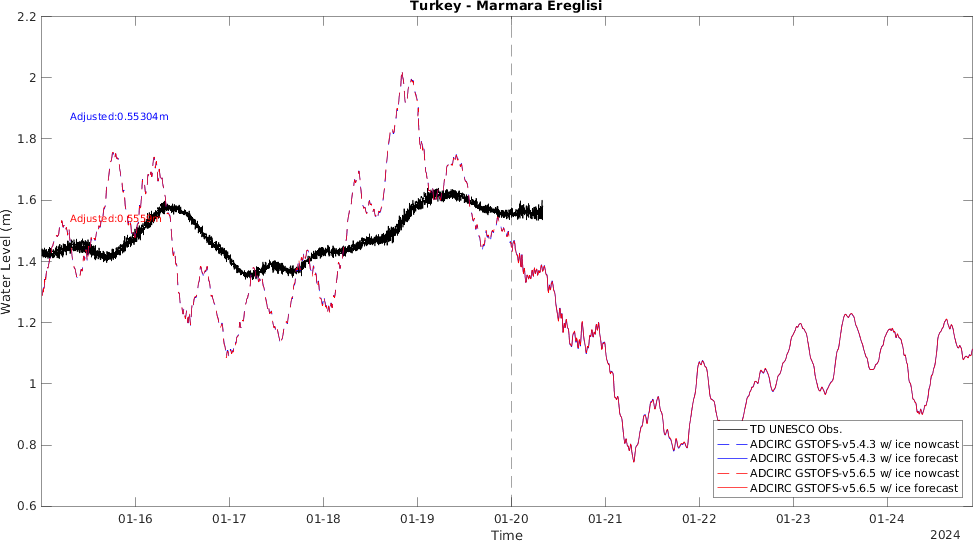 Turkey - Marmara Ereglisi
2.2
2
1.8
1.6
1.4
1.2
1
0.8
0.6
Water Level (m)
Adjusted:0.55304m
01-16
01-17
01-18
01-19
01-20
01-21
01-22
01-23
01-24
Time
2024
TD UNESCO Obs.
ADCIRC GSTOFS-v5.4.3 w/ ice nowcast
ADCIRC GSTOFS-v5.4.3 w/ ice forecast
ADCIRC GSTOFS-v5.6.5 w/ ice nowcast
ADCIRC GSTOFS-v5.6.5 w/ ice forecast